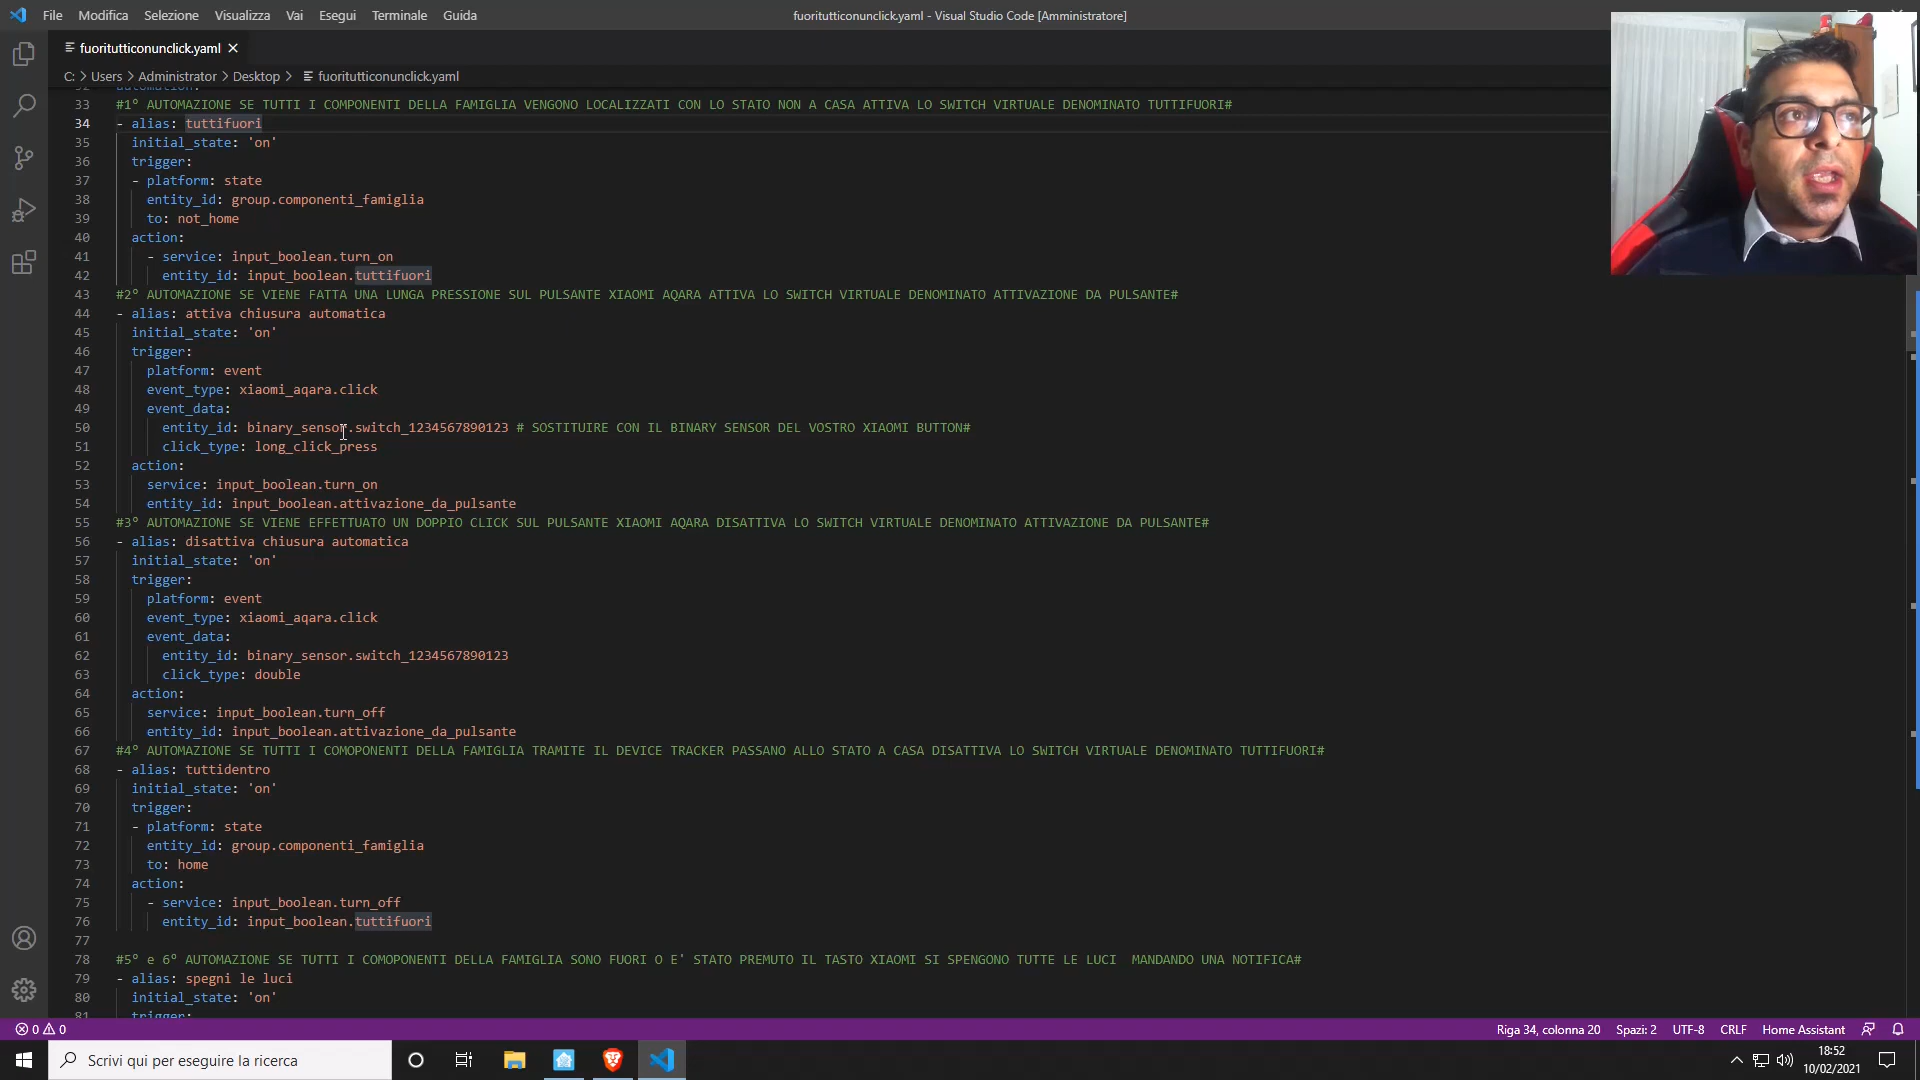 File Modifica Selezione Visualizza Vai Esegui Terminale Guida
fuoritutticonunclick.yaml - Visual Studio Code [Amministratore]
fuoritutticonunclick.yaml
C: > Users > Administrator > Desktop > fuoritutticonunclick.yaml
32 automation:
33 #1° AUTOMAZIONE SE TUTTI I COMPONENTI DELLA FAMIGLIA VENGONO LOCALIZZATI CON LO STATO NON A CASA ATTIVA LO SWITCH VIRTUALE DENOMINATO TUTTIFUORI#
34 - alias: tuttifuori
35 initial_state: 'on'
36 trigger:
37 - platform: state
38 entity_id: group.componenti_famiglia
39 to: not_home
40 action:
41 - service: input_boolean.turn_on
42 entity_id: input_boolean.tuttifuori
43 #2° AUTOMAZIONE SE VIENE FATTA UNA LUNGA PRESSIONE SUL PULSANTE XIAOMI AQARA ATTIVA LO SWITCH VIRTUALE DENOMINATO ATTIVAZIONE DA PULSANTE#
44 - alias: attiva chiusura automatica
45 initial_state: 'on'
46 trigger:
47 platform: event
48 event_type: xiaomi_aqara.click
49 event_data:
50 entity_id: binary_sensor.switch_1234567890123 # SOSTITUIRE CON IL BINARY SENSOR DEL VOSTRO XIAOMI BUTTON#
51 click_type: long_click_press
52 action:
53 service: input_boolean.turn_on
54 entity_id: input_boolean.attivazione_da_pulsante
55 #3° AUTOMAZIONE SE VIENE EFFETTUATO UN DOPPIO CLICK SUL PULSANTE XIAOMI AQARA DISATTIVA LO SWITCH VIRTUALE DENOMINATO ATTIVAZIONE DA PULSANTE#
56 - alias: disattiva chiusura automatica
57 initial_state: 'on'
58 trigger:
59 platform: event
60 event_type: xiaomi_aqara.click
61 event_data:
62 entity_id: binary_sensor.switch_1234567890123
63 click_type: double
64 action:
65 service: input_boolean.turn_off
66 entity_id: input_boolean.attivazione_da_pulsante
67 #4° AUTOMAZIONE SE TUTTI I COMOPONENTI DELLA FAMIGLIA TRAMITE IL DEVICE TRACKER PASSANO ALLO STATO A CASA DISATTIVA LO SWITCH VIRTUALE DENOMINATO TUTTIFUORI#
68 - alias: tuttidentro
69 initial_state: 'on'
70 trigger:
71 - platform: state
72 entity_id: group.componenti_famiglia
73 to: home
74 action:
75 - service: input_boolean.turn_off
76 entity_id: input_boolean.tuttifuori
77
78 #5° e 6° AUTOMAZIONE SE TUTTI I COMOPONENTI DELLA FAMIGLIA SONO FUORI O E' STATO PREMUTO IL TASTO XIAOMI SI SPENGONO TUTTE LE LUCI  MANDANDO UNA NOTIFICA#
79 - alias: spegni le luci
80 initial_state: 'on'
81 trigger:
0 0
Riga 34, colonna 20 Spazi: 2 UTF-8 CRLF Home Assistant
Scrivi qui per eseguire la ricerca
18:52
10/02/2021